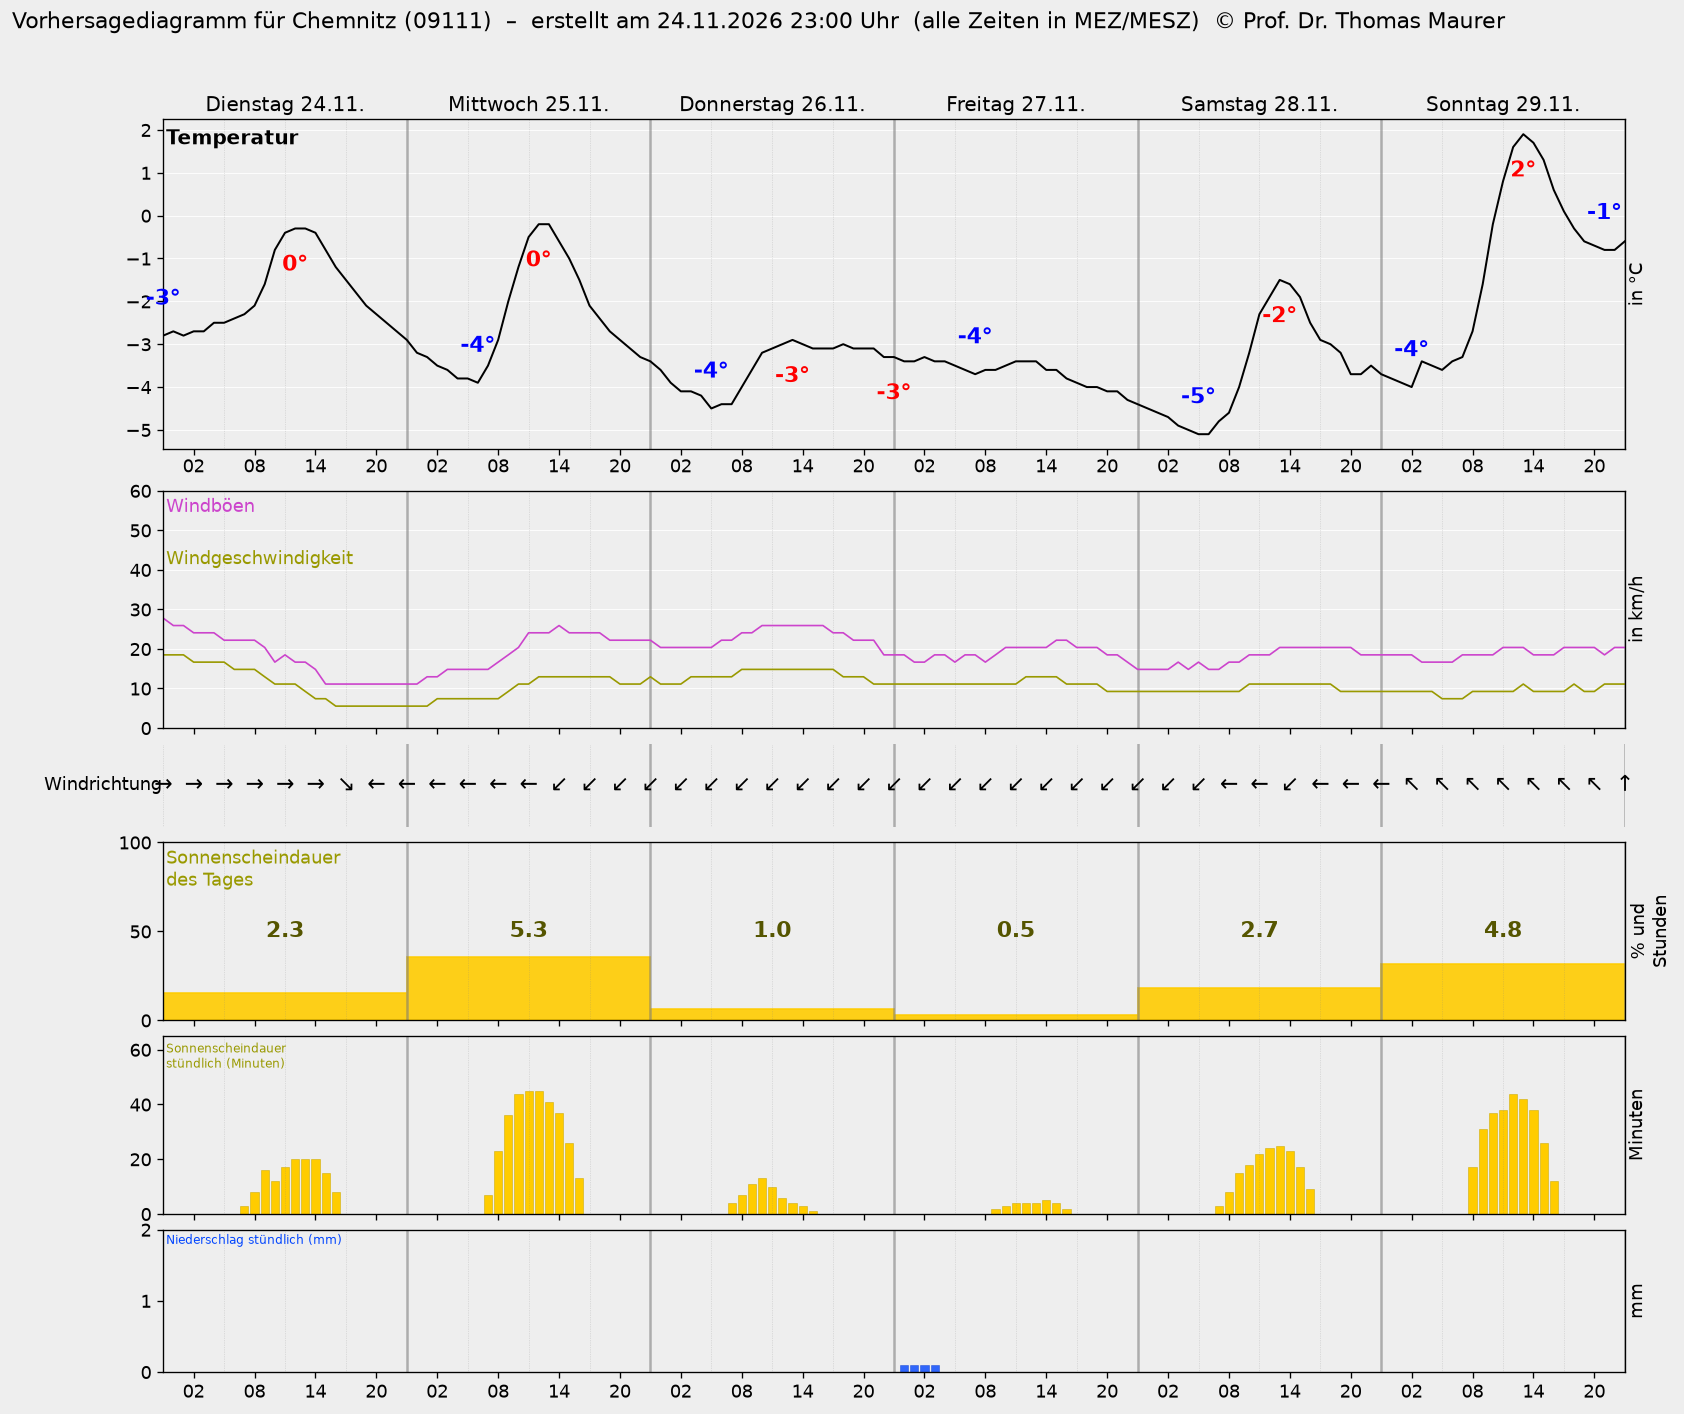 Vorhersagediagramm für Chemnitz (09111)  –  erstellt am 24.11.2026 23:00 Uhr  (alle Zeiten in MEZ/MESZ)  © Prof. Dr. Thomas Maurer
Dienstag 24.11. Mittwoch 25.11. Donnerstag 26.11. Freitag 27.11. Samstag 28.11. Sonntag 29.11.
Temperatur
2
1
0
−1
−2
−3
−4
−5
-3° 0° -4° 0° -4° -3° -3° -4° -5° -2° -4° 2° -1°
in °C
02 08 14 20 02 08 14 20 02 08 14 20 02 08 14 20 02 08 14 20 02 08 14 20
Windböen
Windgeschwindigkeit
60
50
40
30
20
10
0
in km/h
Windrichtung
→ → → → → → ↘ ← ← ← ← ← ← ↙ ↙ ↙ ↙ ↙ ↙ ↙ ↙ ↙ ↙ ↙ ↙ ↙ ↙ ↙ ↙ ↙ ↙ ↙ ↙ ↙ ↙ ← ← ↙ ← ← ← ↖ ↖ ↖ ↖ ↖ ↖ ↖ ↑
Sonnenscheindauer
des Tages
100
50
0
2.3 5.3 1.0 0.5 2.7 4.8
% und
Stunden
Sonnenscheindauer
stündlich (Minuten)
60
40
20
0
Minuten
Niederschlag stündlich (mm)
2
1
0
mm
02 08 14 20 02 08 14 20 02 08 14 20 02 08 14 20 02 08 14 20 02 08 14 20